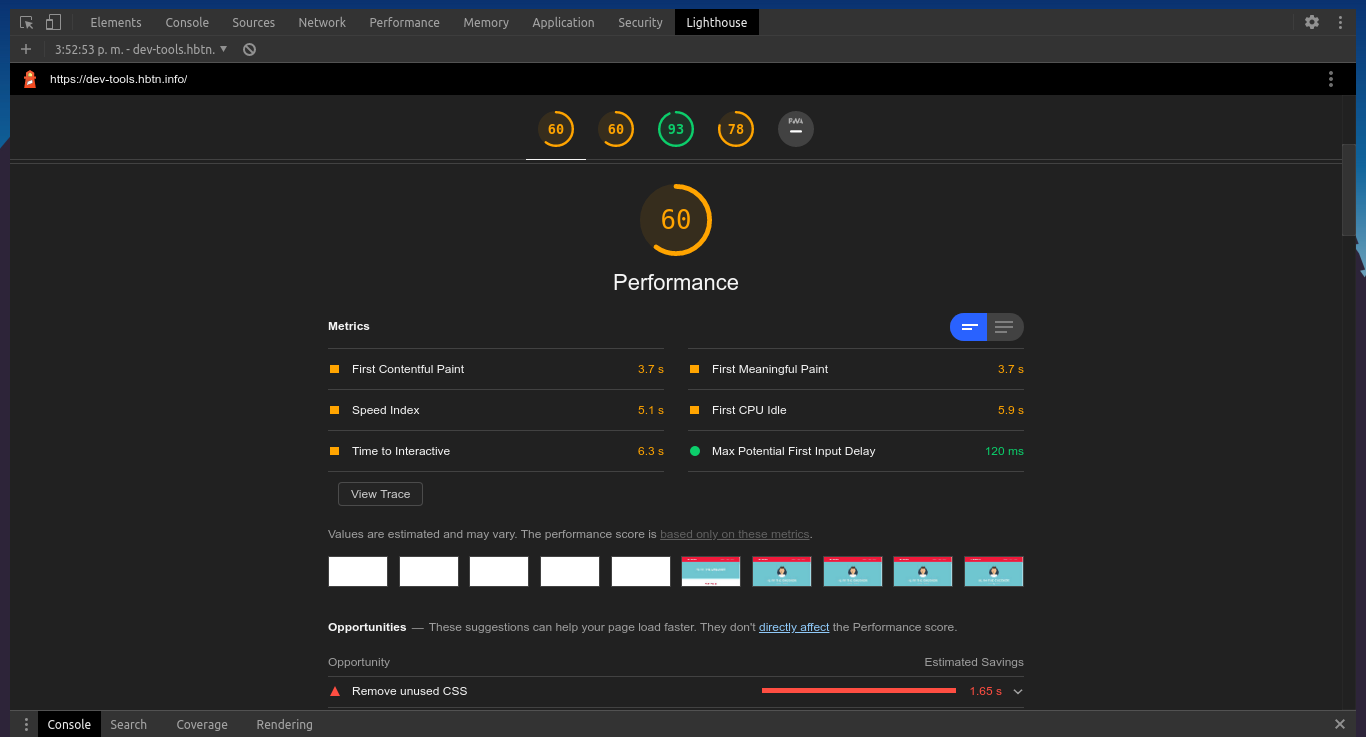 Elements Console Sources Network Performance Memory Application Security Lighthouse
3:52:53 p. m. - dev-tools.hbtn.
https://dev-tools.hbtn.info/
60 60 93 78 PWA
60
Performance
Metrics
First Contentful Paint 3.7 s First Meaningful Paint 3.7 s
Speed Index 5.1 s First CPU Idle 5.9 s
Time to Interactive 6.3 s Max Potential First Input Delay 120 ms
View Trace
Values are estimated and may vary. The performance score is based only on these metrics.
Opportunities — These suggestions can help your page load faster. They don't directly affect the Performance score.
Opportunity Estimated Savings
Remove unused CSS 1.65 s
Console Search Coverage Rendering